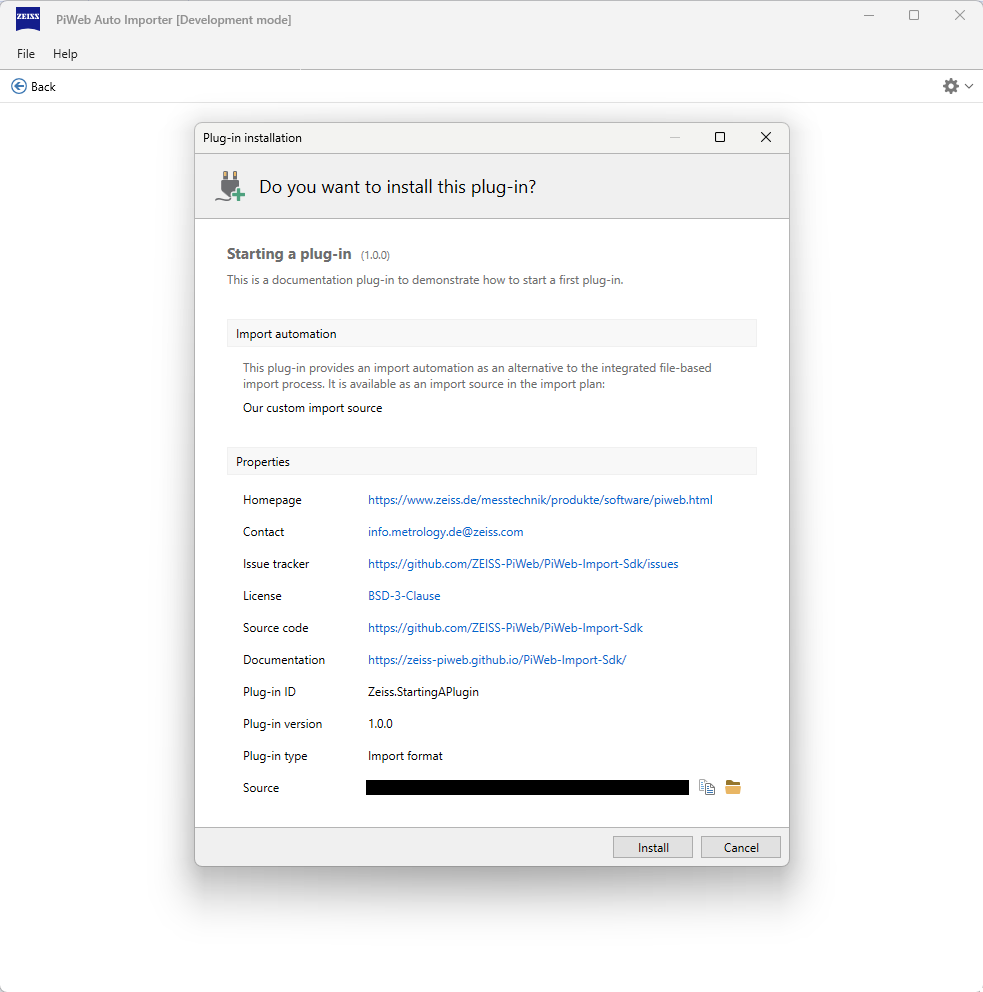 ZEISS PiWeb Auto Importer [Development mode]
File Help
Back
Plug-in installation
Do you want to install this plug-in?
Starting a plug-in (1.0.0)
This is a documentation plug-in to demonstrate how to start a first plug-in.
Import automation
This plug-in provides an import automation as an alternative to the integrated file-based
import process. It is available as an import source in the import plan:
Our custom import source
Properties
Homepage https://www.zeiss.de/messtechnik/produkte/software/piweb.html
Contact info.metrology.de@zeiss.com
Issue tracker https://github.com/ZEISS-PiWeb/PiWeb-Import-Sdk/issues
License BSD-3-Clause
Source code https://github.com/ZEISS-PiWeb/PiWeb-Import-Sdk
Documentation https://zeiss-piweb.github.io/PiWeb-Import-Sdk/
Plug-in ID Zeiss.StartingAPlugin
Plug-in version 1.0.0
Plug-in type Import format
Source
Install Cancel